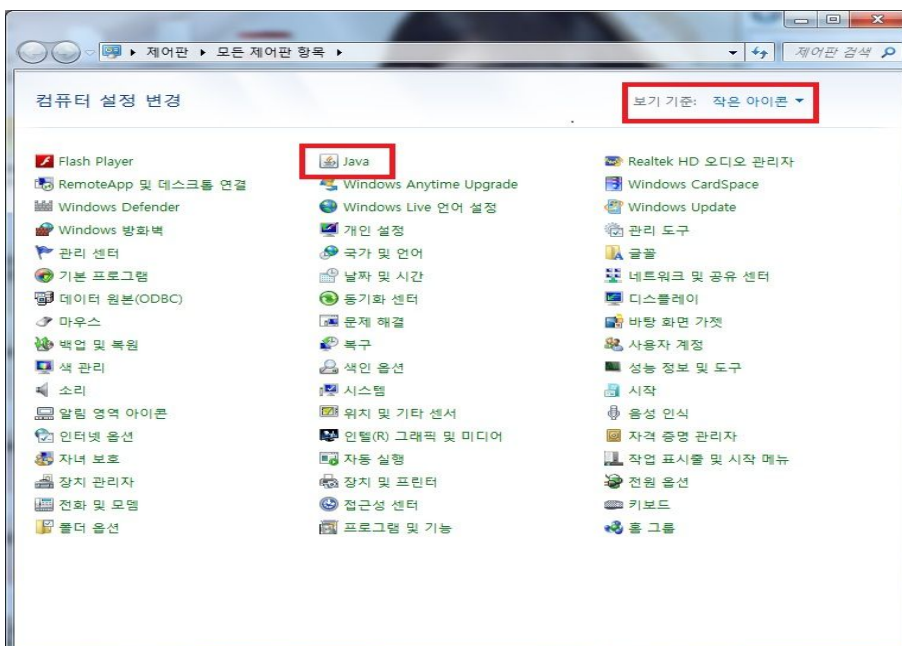 제어판 ▸ 모든 제어판 항목 ▸
제어판 검색
컴퓨터 설정 변경
보기 기준: 작은 아이콘
Flash Player
Java
Realtek HD 오디오 관리자
RemoteApp 및 데스크톱 연결
Windows Anytime Upgrade
Windows CardSpace
Windows Defender
Windows Live 언어 설정
Windows Update
Windows 방화벽
개인 설정
관리 도구
관리 센터
국가 및 언어
글꼴
기본 프로그램
날짜 및 시간
네트워크 및 공유 센터
데이터 원본(ODBC)
동기화 센터
디스플레이
마우스
문제 해결
바탕 화면 가젯
백업 및 복원
복구
사용자 계정
색 관리
색인 옵션
성능 정보 및 도구
소리
시스템
시작
알림 영역 아이콘
위치 및 기타 센서
음성 인식
인터넷 옵션
인텔(R) 그래픽 및 미디어
자격 증명 관리자
자녀 보호
자동 실행
작업 표시줄 및 시작 메뉴
장치 관리자
장치 및 프린터
전원 옵션
전화 및 모뎀
접근성 센터
키보드
폴더 옵션
프로그램 및 기능
홈 그룹